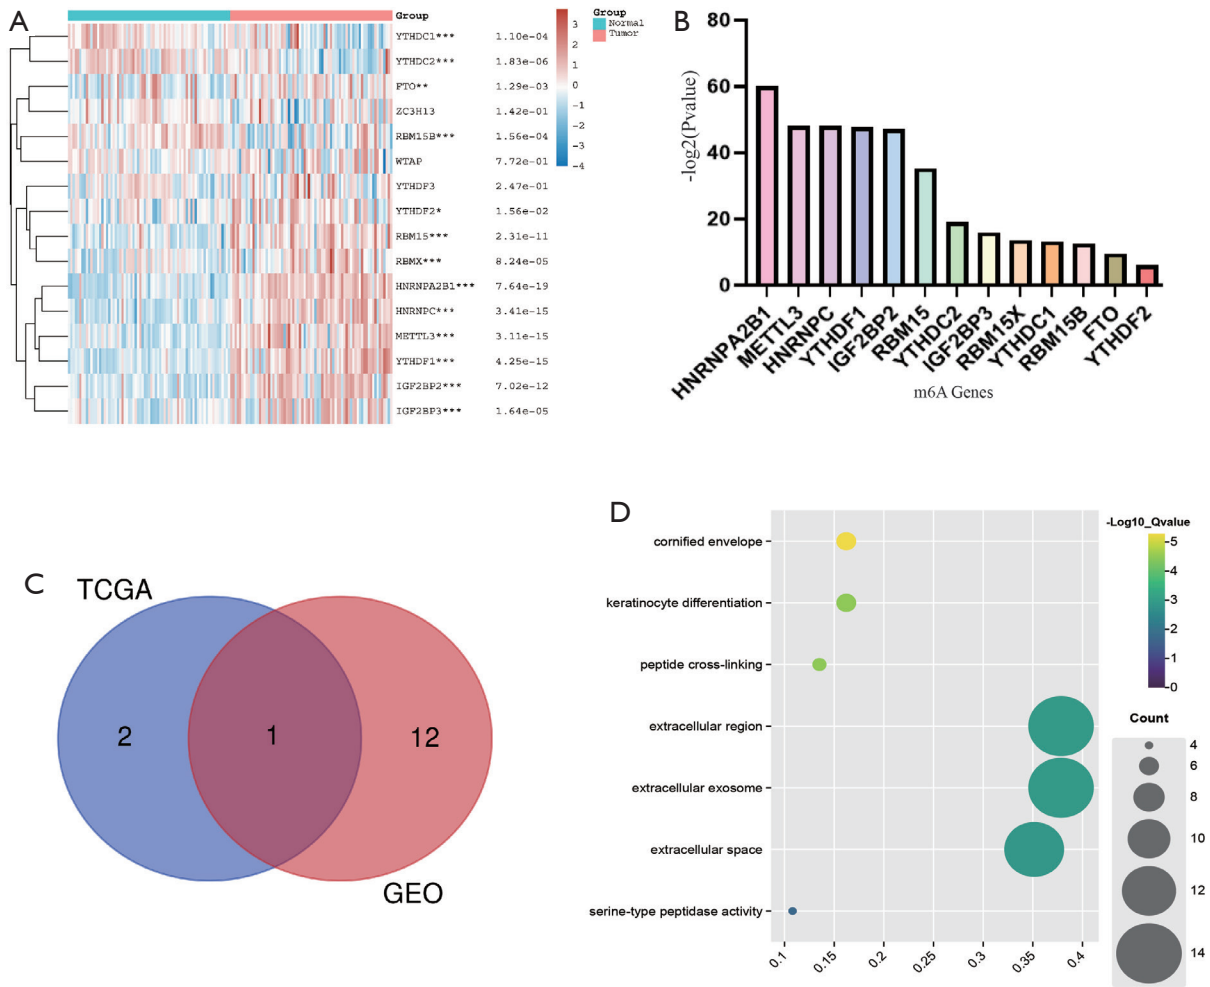 A
Group
YTHDC1*** 1.10e-04
YTHDC2*** 1.83e-06
FTO** 1.29e-03
ZC3H13 1.42e-01
RBM15B*** 1.56e-04
WTAP 7.72e-01
YTHDF3 2.47e-01
YTHDF2* 1.56e-02
RBM15*** 2.31e-11
RBMX*** 8.24e-05
HNRNPA2B1*** 7.64e-19
HNRNPC*** 3.41e-15
METTL3*** 3.11e-15
YTHDF1*** 4.25e-15
IGF2BP2*** 7.02e-12
IGF2BP3*** 1.64e-05
3
2
1
0
−1
−2
−3
−4
Group
Normal
Tumor
B
-log2(Pvalue)
80
60
40
20
0
HNRNPA2B1
METTL3
HNRNPC
YTHDF1
IGF2BP2
RBM15
YTHDC2
IGF2BP3
RBM15X
YTHDC1
RBM15B
FTO
YTHDF2
m6A Genes
C
TCGA
2
1
12
GEO
D
cornified envelope
keratinocyte differentiation
peptide cross-linking
extracellular region
extracellular exosome
extracellular space
serine-type peptidase activity
0.1
0.15
0.2
0.25
0.3
0.35
0.4
-Log10_Qvalue
5
4
3
2
1
0
Count
4
6
8
10
12
14